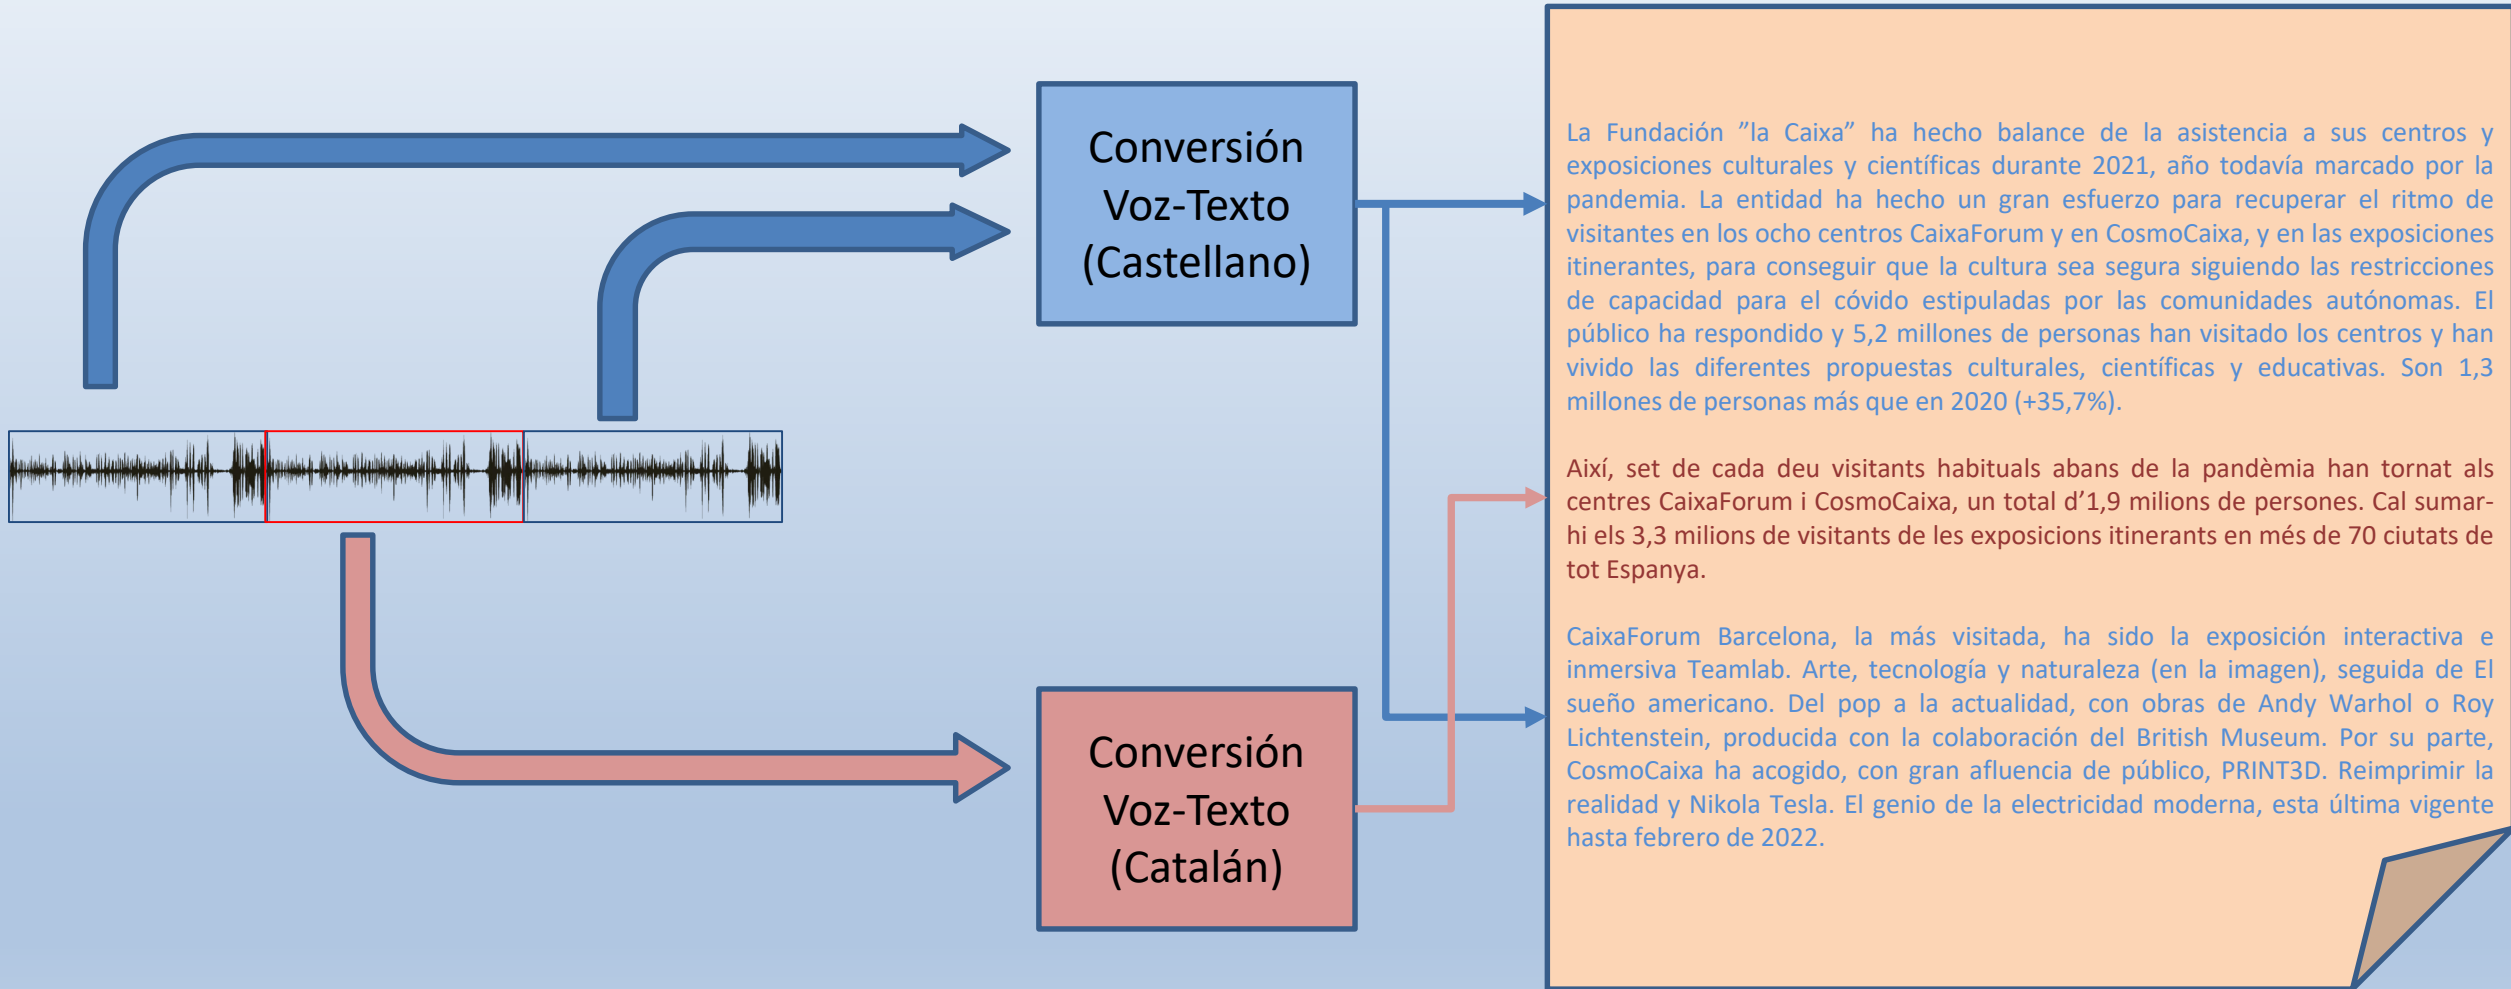 Conversión
Voz-Texto
(Castellano)
Conversión
Voz-Texto
(Catalán)
La Fundación ”la Caixa” ha hecho balance de la asistencia a sus centros y
exposiciones culturales y científicas durante 2021, año todavía marcado por la
pandemia. La entidad ha hecho un gran esfuerzo para recuperar el ritmo de
visitantes en los ocho centros CaixaForum y en CosmoCaixa, y en las exposiciones
itinerantes, para conseguir que la cultura sea segura siguiendo las restricciones
de capacidad para el cóvido estipuladas por las comunidades autónomas. El
público ha respondido y 5,2 millones de personas han visitado los centros y han
vivido las diferentes propuestas culturales, científicas y educativas. Son 1,3
millones de personas más que en 2020 (+35,7%).
Així, set de cada deu visitants habituals abans de la pandèmia han tornat als
centres CaixaForum i CosmoCaixa, un total d’1,9 milions de persones. Cal sumar-
hi els 3,3 milions de visitants de les exposicions itinerants en més de 70 ciutats de
tot Espanya.
CaixaForum Barcelona, la más visitada, ha sido la exposición interactiva e
inmersiva Teamlab. Arte, tecnología y naturaleza (en la imagen), seguida de El
sueño americano. Del pop a la actualidad, con obras de Andy Warhol o Roy
Lichtenstein, producida con la colaboración del British Museum. Por su parte,
CosmoCaixa ha acogido, con gran afluencia de público, PRINT3D. Reimprimir la
realidad y Nikola Tesla. El genio de la electricidad moderna, esta última vigente
hasta febrero de 2022.